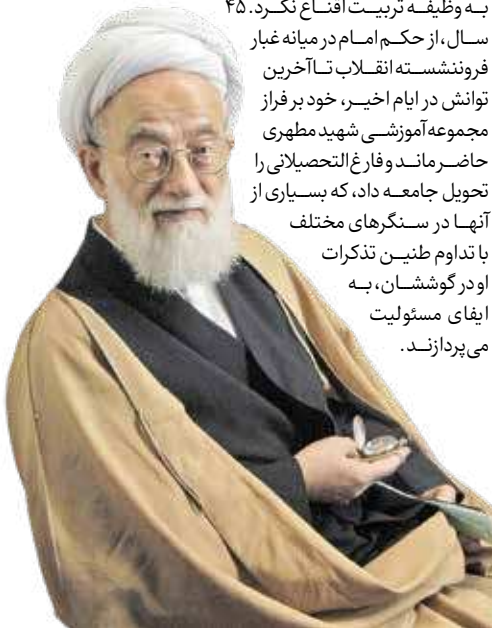 به وظیفه تربیت اقناع نکرد. ۴۵
سال، از حکم امام در میانه غبار
فروننشسته انقلاب تا آخرین
توانش در ایام اخیر، خود بر فراز
مجموعه آموزشی شهید مطهری
حاضر ماند و فارغ‌التحصیلانی را
تحویل جامعه داد، که بسیاری از
آنها در سنگرهای مختلف
با تداوم طنین تذکرات
او در گوششان، به
ایفای مسئولیت
می‌پردازند.